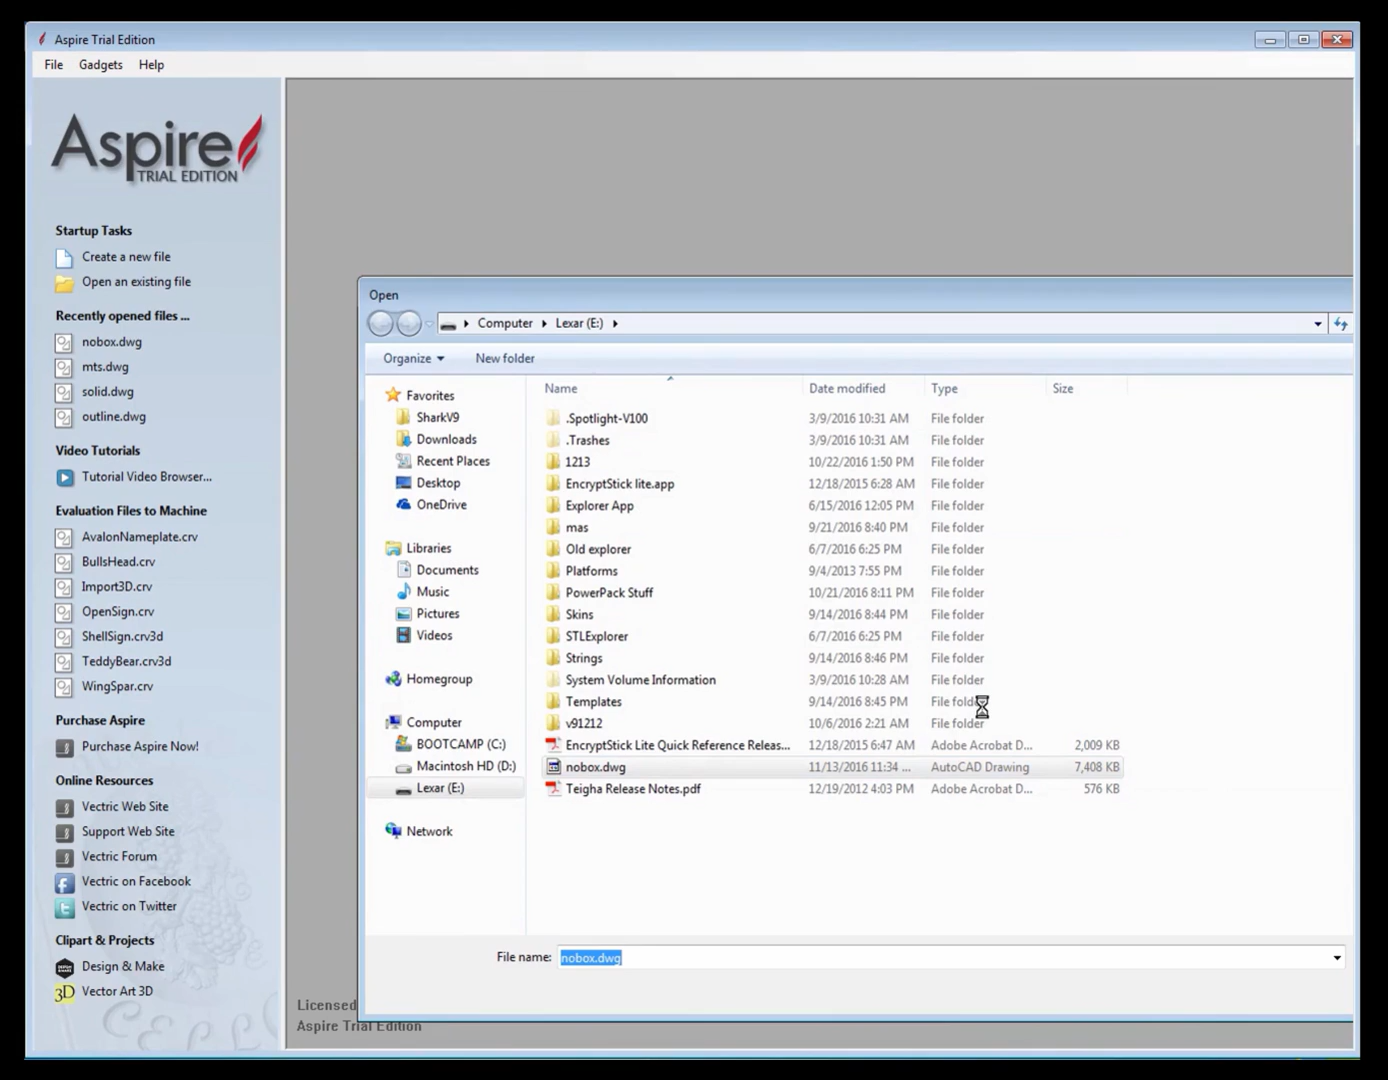 Aspire Trial Edition
File Gadgets Help
Aspire
TRIAL EDITION
Startup Tasks
Create a new file
Open an existing file
Recently opened files ...
nobox.dwg
mts.dwg
solid.dwg
outline.dwg
Video Tutorials
Tutorial Video Browser...
Evaluation Files to Machine
AvalonNameplate.crv
BullsHead.crv
Import3D.crv
OpenSign.crv
ShellSign.crv3d
TeddyBear.crv3d
WingSpar.crv
Purchase Aspire
Purchase Aspire Now!
Online Resources
Vectric Web Site
Support Web Site
Vectric Forum
Vectric on Facebook
Vectric on Twitter
Clipart & Projects
Design & Make
3D Vector Art 3D
Open
Computer Lexar (E:)
Organize New folder
Favorites
SharkV9
Downloads
Recent Places
Desktop
OneDrive
Libraries
Documents
Music
Pictures
Videos
Homegroup
Computer
BOOTCAMP (C:)
Macintosh HD (D:)
Lexar (E:)
Network
Name Date modified Type Size
.Spotlight-V100 3/9/2016 10:31 AM File folder
.Trashes 3/9/2016 10:31 AM File folder
1213 10/22/2016 1:50 PM File folder
EncryptStick lite.app 12/18/2015 6:28 AM File folder
Explorer App 6/15/2016 12:05 PM File folder
mas 9/21/2016 8:40 PM File folder
Old explorer 6/7/2016 6:25 PM File folder
Platforms 9/4/2013 7:55 PM File folder
PowerPack Stuff 10/21/2016 8:11 PM File folder
Skins 9/14/2016 8:44 PM File folder
STLExplorer 6/7/2016 6:25 PM File folder
Strings 9/14/2016 8:46 PM File folder
System Volume Information 3/9/2016 10:28 AM File folder
Templates 9/14/2016 8:45 PM File folder
v91212 10/6/2016 2:21 AM File folder
EncryptStick Lite Quick Reference Releas... 12/18/2015 6:47 AM Adobe Acrobat D... 2,009 KB
nobox.dwg 11/13/2016 11:34 ... AutoCAD Drawing 7,408 KB
Teigha Release Notes.pdf 12/19/2012 4:03 PM Adobe Acrobat D... 576 KB
File name: nobox.dwg
Licensed
Aspire Trial Edition